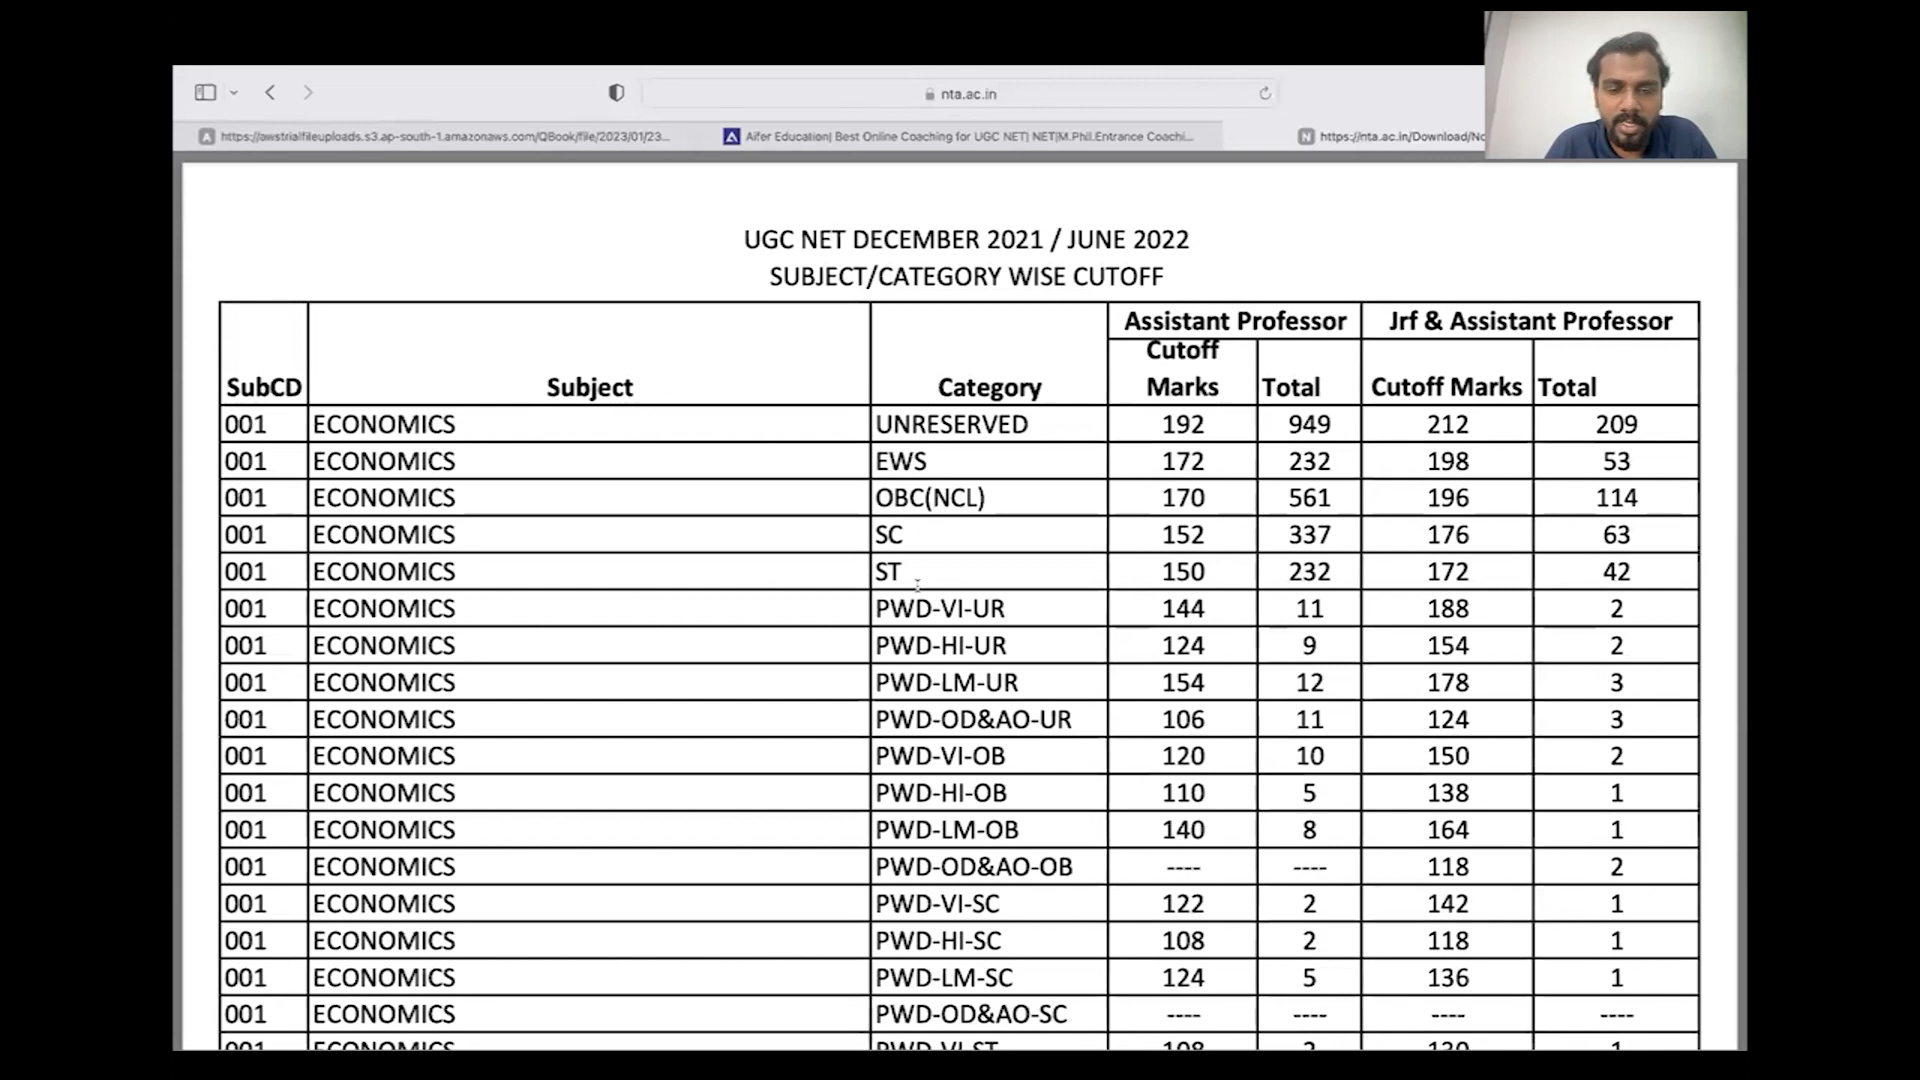 nta.ac.in
https://awstrialfileuploads.s3.ap-south-1.amazonaws.com/QBook/file/2023/01/23...
Aifer Education| Best Online Coaching for UGC NET| NET|M.Phil.Entrance Coachi...
N https://nta.ac.in/Download/No
UGC NET DECEMBER 2021 / JUNE 2022
SUBJECT/CATEGORY WISE CUTOFF
Assistant Professor Jrf & Assistant Professor
SubCD Subject Category Cutoff Marks Total Cutoff Marks Total
001 ECONOMICS UNRESERVED 192 949 212 209
001 ECONOMICS EWS 172 232 198 53
001 ECONOMICS OBC(NCL) 170 561 196 114
001 ECONOMICS SC 152 337 176 63
001 ECONOMICS ST 150 232 172 42
001 ECONOMICS PWD-VI-UR 144 11 188 2
001 ECONOMICS PWD-HI-UR 124 9 154 2
001 ECONOMICS PWD-LM-UR 154 12 178 3
001 ECONOMICS PWD-OD&AO-UR 106 11 124 3
001 ECONOMICS PWD-VI-OB 120 10 150 2
001 ECONOMICS PWD-HI-OB 110 5 138 1
001 ECONOMICS PWD-LM-OB 140 8 164 1
001 ECONOMICS PWD-OD&AO-OB ---- ---- 118 2
001 ECONOMICS PWD-VI-SC 122 2 142 1
001 ECONOMICS PWD-HI-SC 108 2 118 1
001 ECONOMICS PWD-LM-SC 124 5 136 1
001 ECONOMICS PWD-OD&AO-SC ---- ---- ---- ----
001 ECONOMICS PWD-VI-ST 108